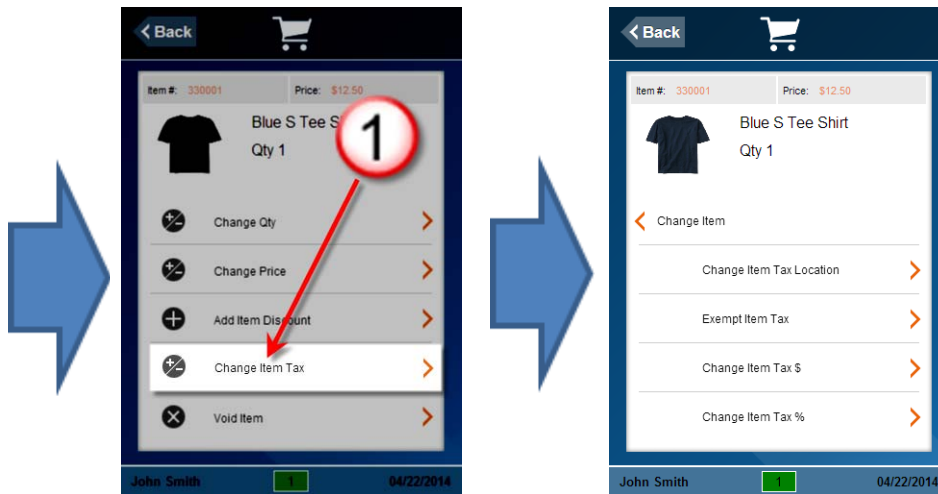 Back
Item #: 330001 Price: $12.50
Blue S Tee S
1
Qty 1
Change Qty
Change Price
Add Item Discount
Change Item Tax
Void Item
John Smith 1 04/22/2014
Back
Item #: 330001 Price: $12.50
Blue S Tee Shirt
Qty 1
Change Item
Change Item Tax Location
Exempt Item Tax
Change Item Tax $
Change Item Tax %
John Smith 1 04/22/2014